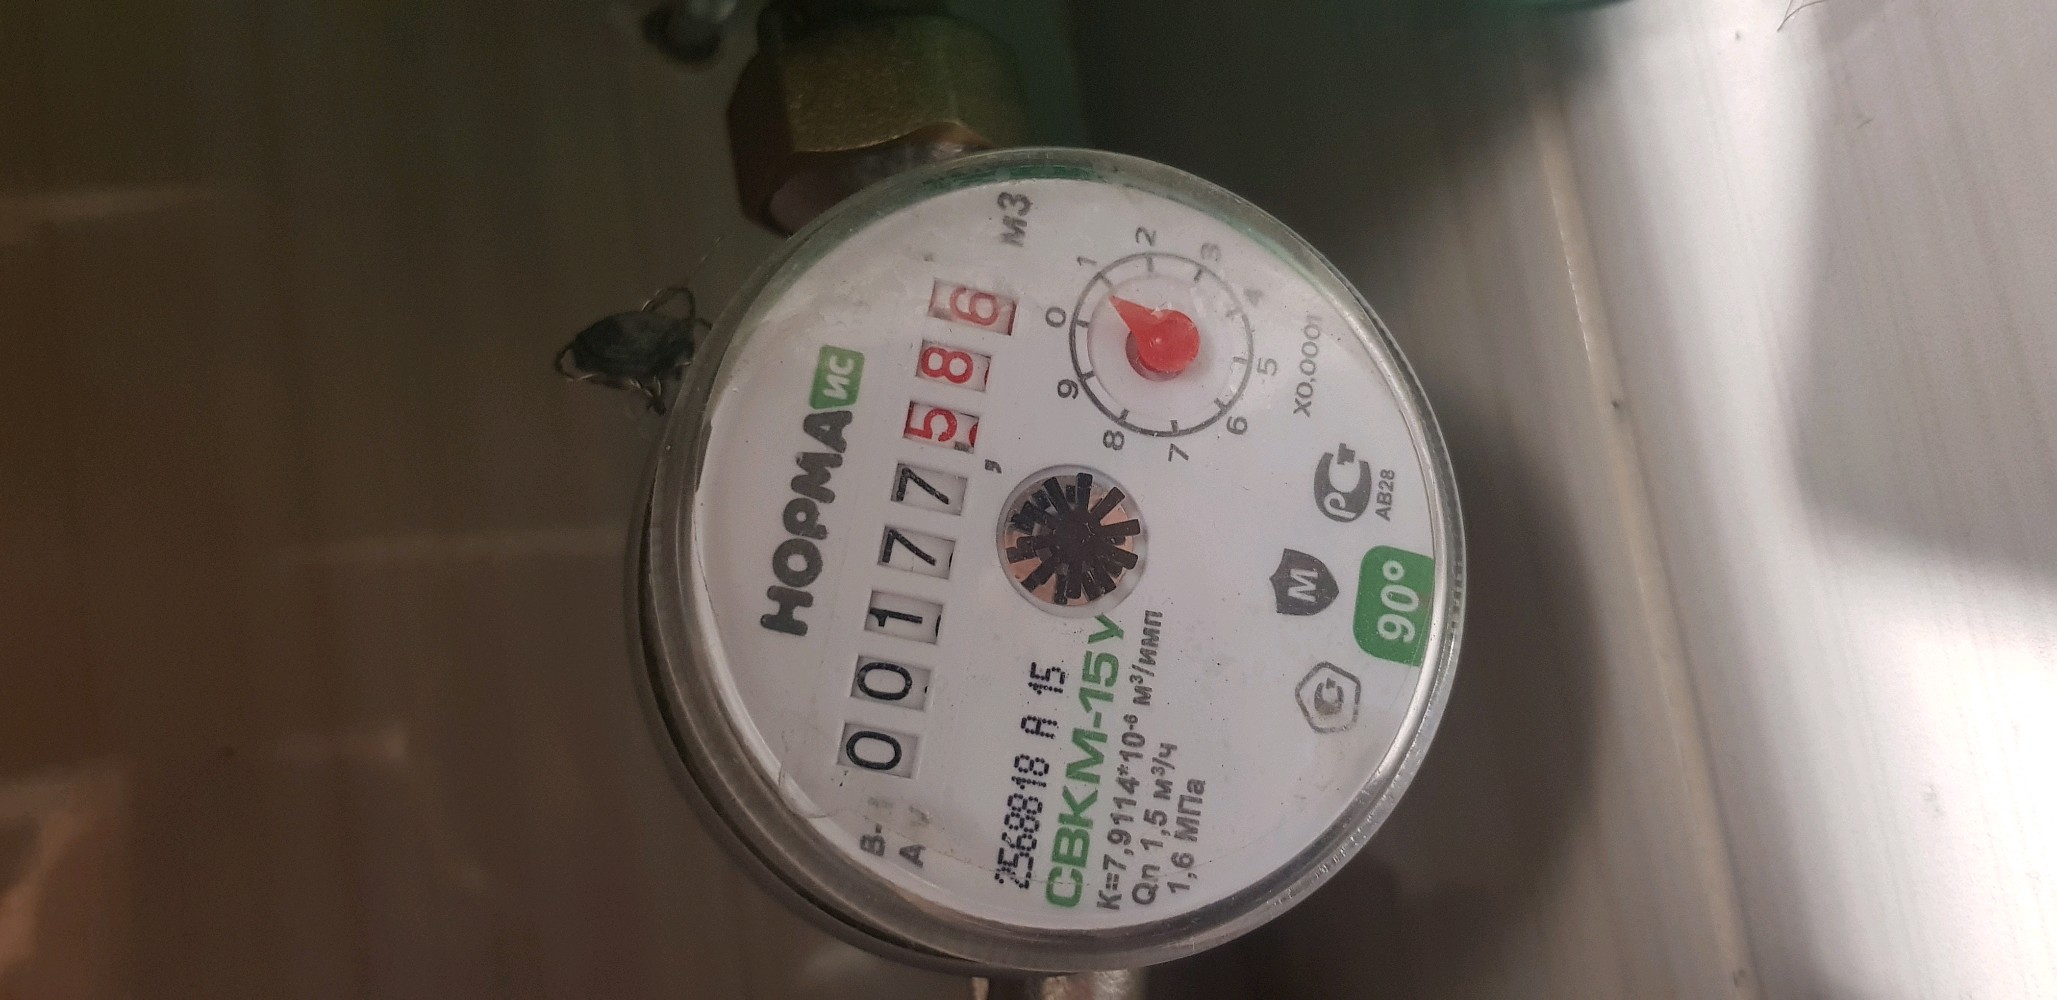 НОРМА ИС
00177,586 м3
В-
А
2568818 А 15
СВКМ-15У
К=7,9114*10⁻⁶ м³/имп
Qn 1,5 м³/ч
1,6 МПа
0
1
2
3
4
5
6
7
8
9
X0,0001
М
РСТ
АВ28
90°